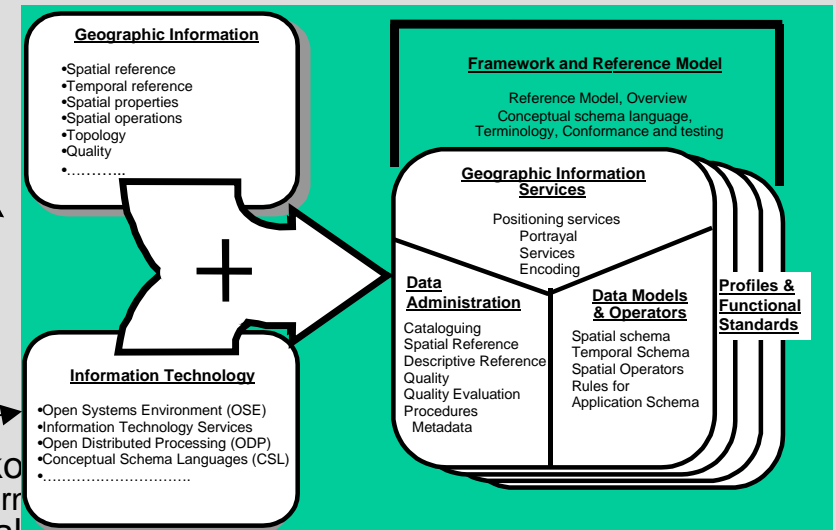 Geographic Information
•Spatial reference
•Temporal reference
•Spatial properties
•Spatial operations
•Topology
•Quality
•………..
+
Information Technology
•Open Systems Environment (OSE)
•Information Technology Services
•Open Distributed Processing (ODP)
•Conceptual Schema Languages (CSL)
•………………………….
Framework and Reference Model
Reference Model, Overview
Conceptual schema language,
Terminology, Conformance and testing
Geographic Information
Services
Positioning services
Portrayal
Services
Encoding
Data
Administration
Cataloguing
Spatial Reference
Descriptive Reference
Quality
Quality Evaluation
Procedures
Metadata
Data Models
& Operators
Spatial schema
Temporal Schema
Spatial Operators
Rules for
Application Schema
Profiles &
Functional
Standards